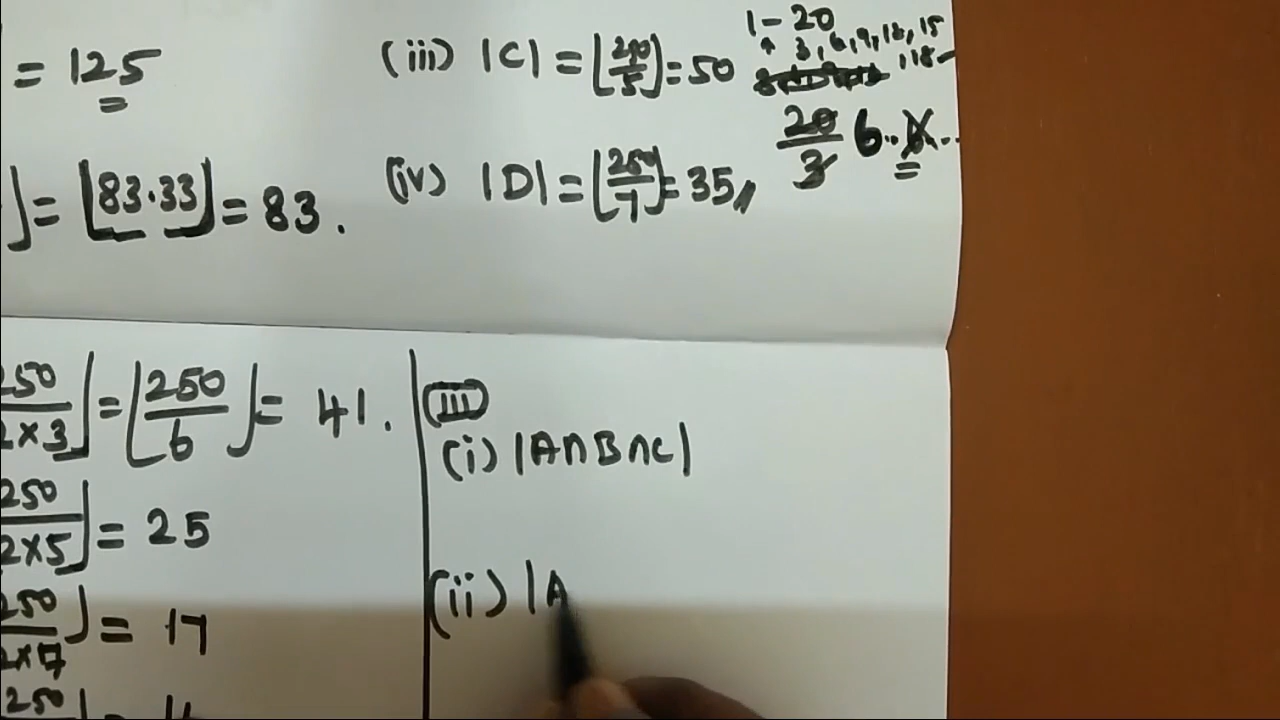 = 125
(iii) |C| = ⌊250/5⌋ = 50
1 - 20
3, 6, 9, 12, 15
, 18
20/3 6..
(iv) |D| = ⌊250/7⌋ = 35
⌋ = ⌊83.33⌋ = 83.
250/2×3⌋ = ⌊250/6⌋ = 41.
250/2×5⌋ = 25
250/2×7⌋ = 17
250
(III)
(i) |A∩B∩C|
(ii) |A